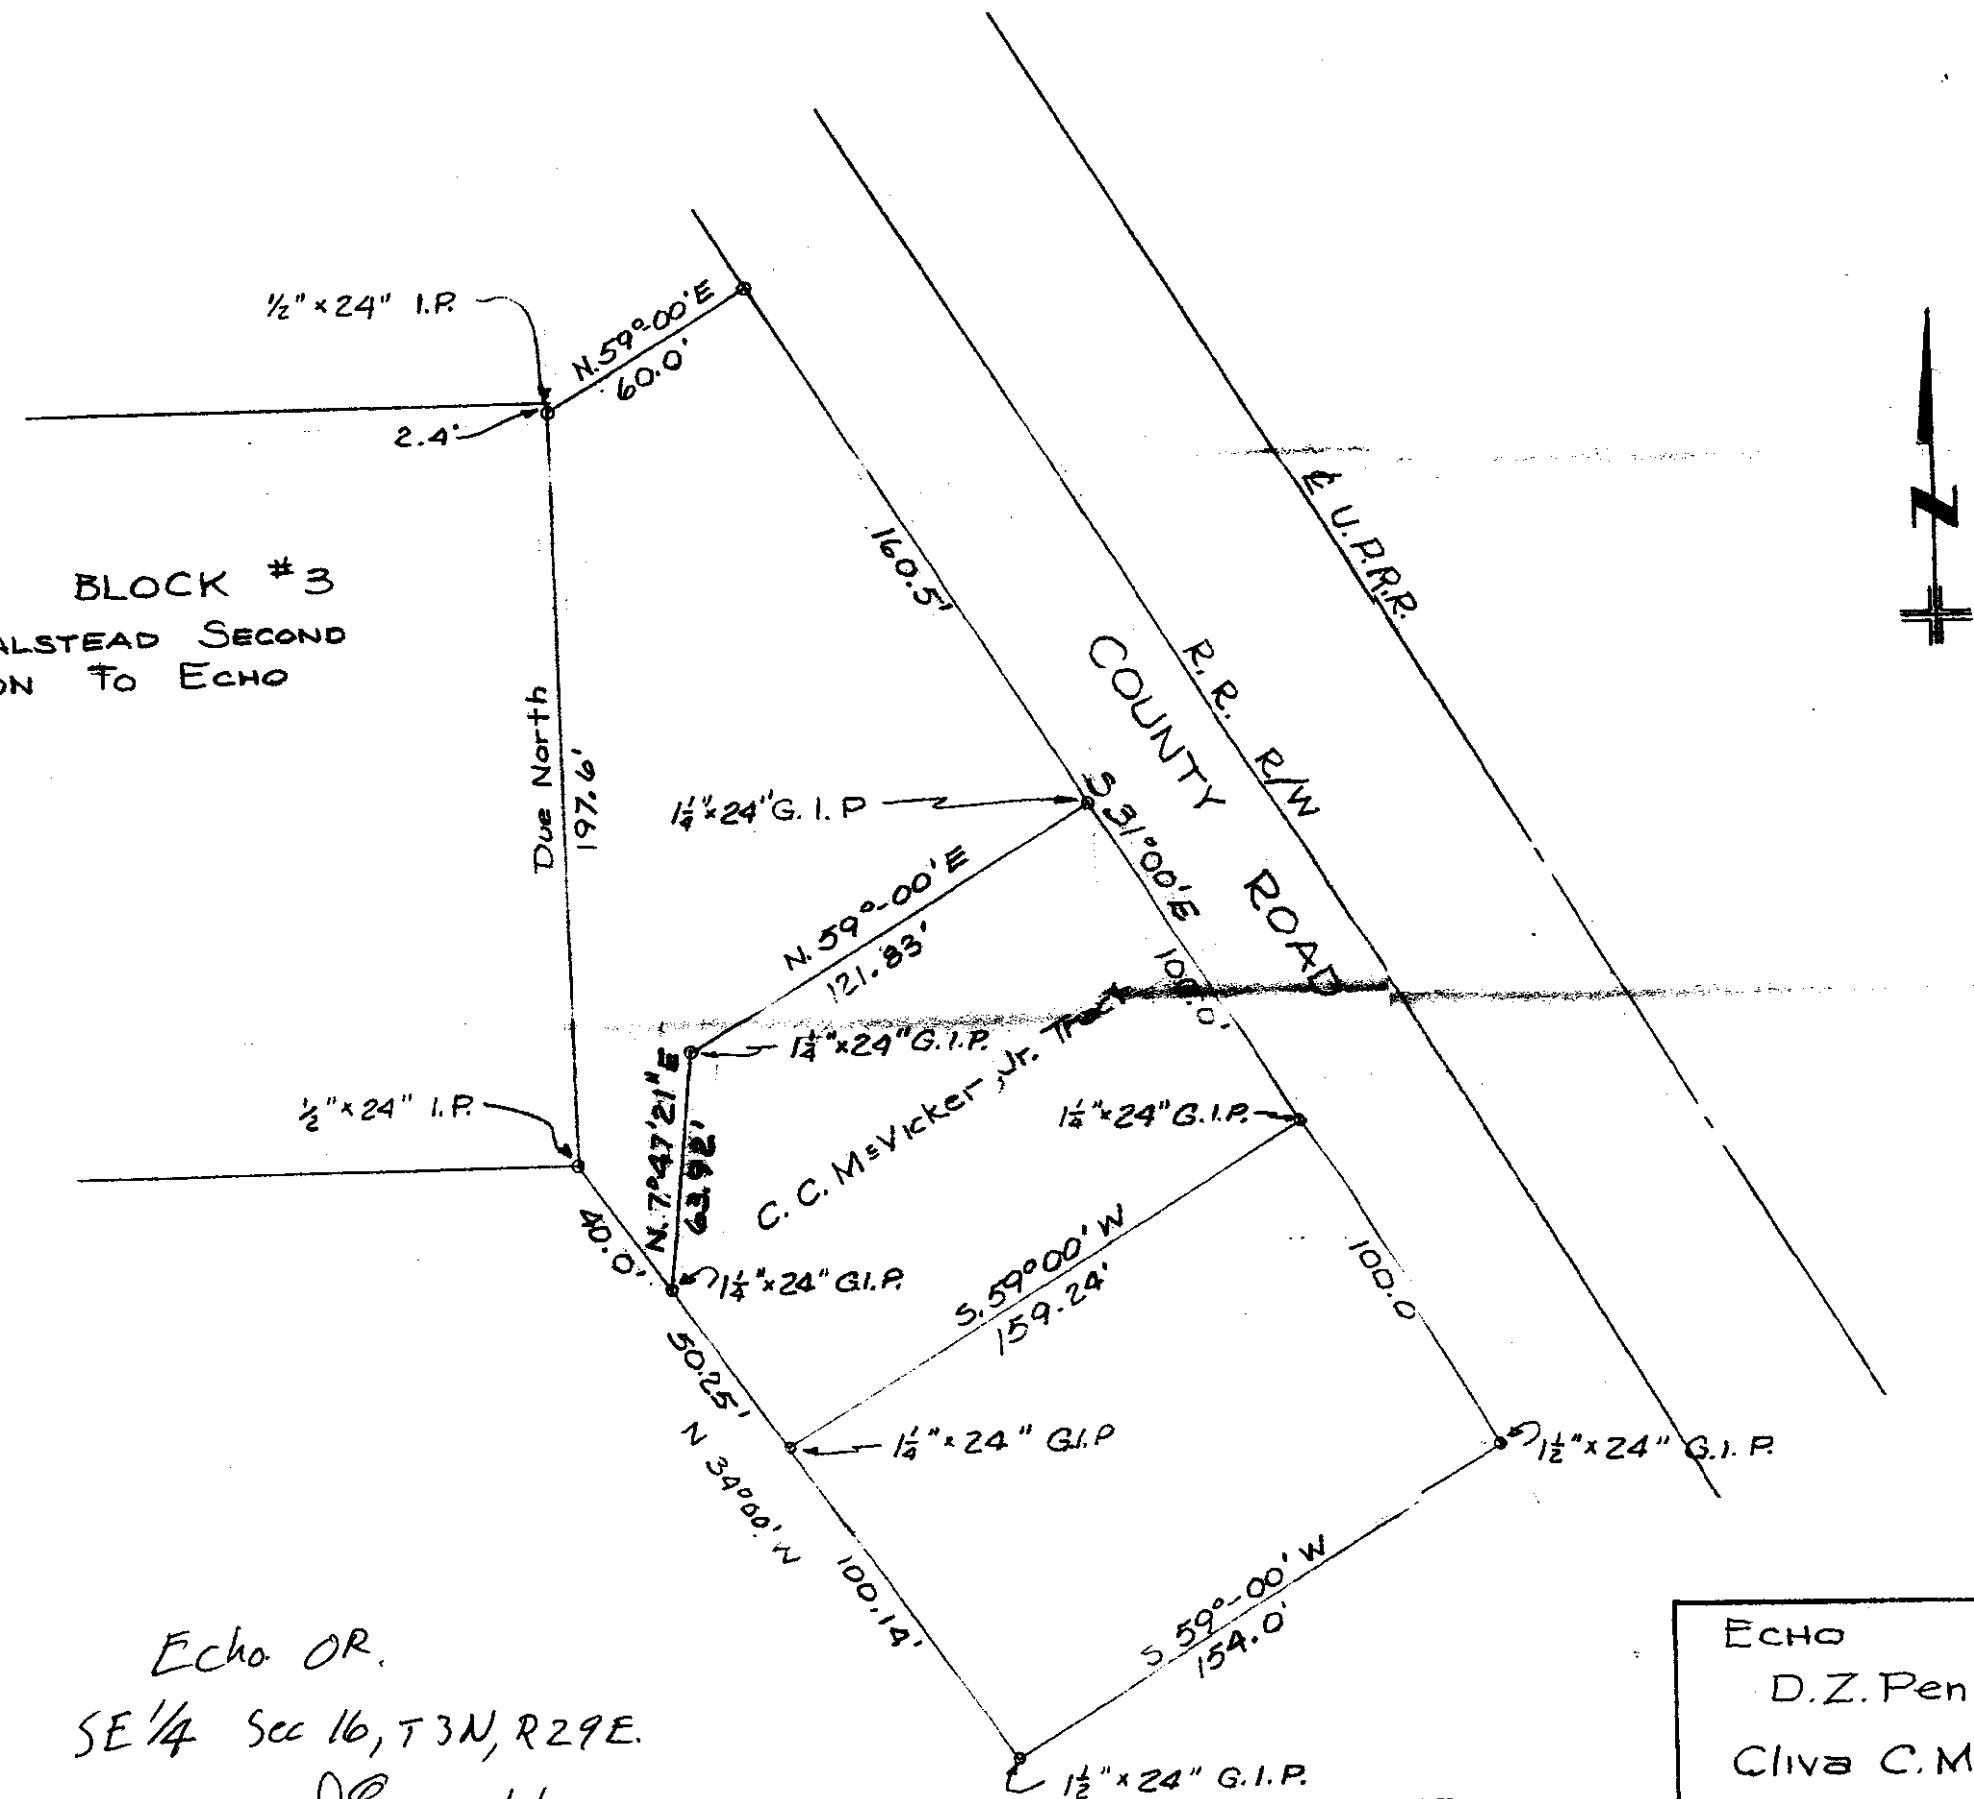 ½" x 24" I.P.
N. 59°-00' E
60.0'
2.4'
BLOCK #3
ALSTEAD SECOND
ON TO ECHO
Due North
197.6'
160.5'
℄ U.P.R.R.
R. R. R/W
COUNTY ROAD
N
1¼" x 24" G. I. P
S 31°00' E
100.0'
N. 59°-00' E
121.83'
1¼" x 24" G.I.P.
C. C. McVicker, Jr. Tract
1¼" x 24" G.I.P.
½" x 24" I.P.
N. 7°47'21" E
63.92'
40.0'
1¼" x 24" G.I.P.
S. 59°00' W
159.24'
100.0
50.25'
N 34°00' W
1¼" x 24" G.I.P
100.14'
1½" x 24" G.I.P.
S 59°-00' W
154.0'
1½" x 24" G.I.P.
Echo OR.
SE ¼ Sec 16, T3N, R29E.
ECHO
D.Z. Pen
Cliva C. M